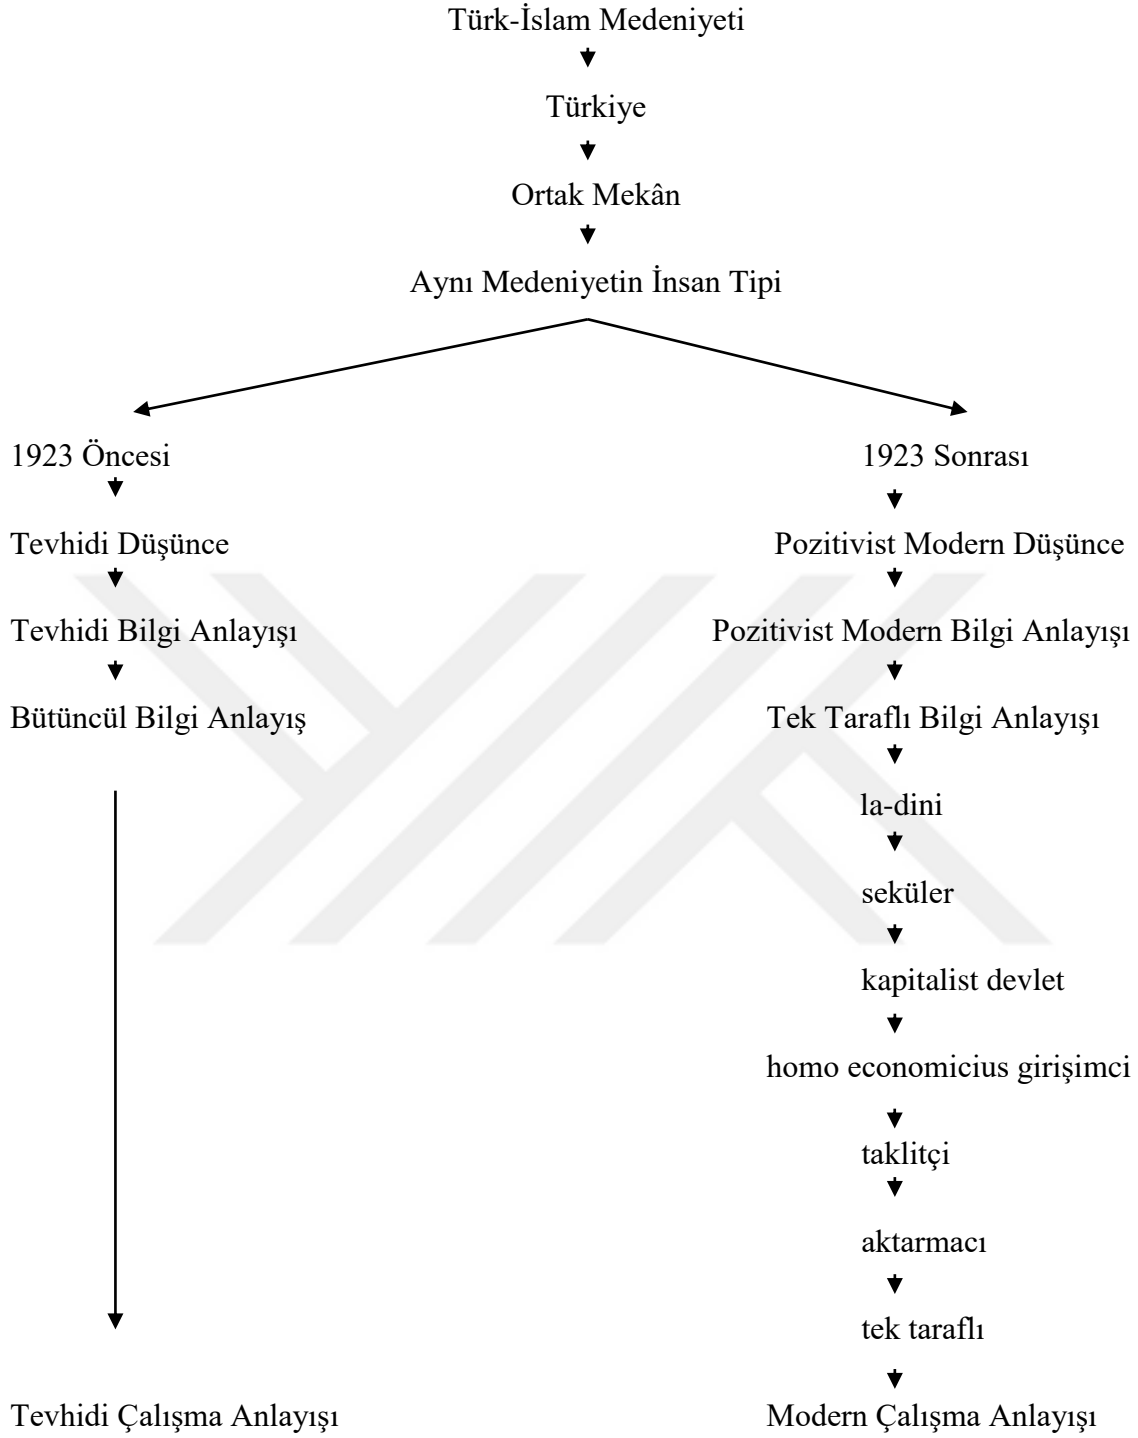 Türk-İslam Medeniyeti
Türkiye
Ortak Mekân
Aynı Medeniyetin İnsan Tipi
1923 Öncesi
1923 Sonrası
Tevhidi Düşünce
Pozitivist Modern Düşünce
Tevhidi Bilgi Anlayışı
Pozitivist Modern Bilgi Anlayışı
Bütüncül Bilgi Anlayış
Tek Taraflı Bilgi Anlayışı
la-dini
seküler
kapitalist devlet
homo economicius girişimci
taklitçi
aktarmacı
tek taraflı
Tevhidi Çalışma Anlayışı
Modern Çalışma Anlayışı